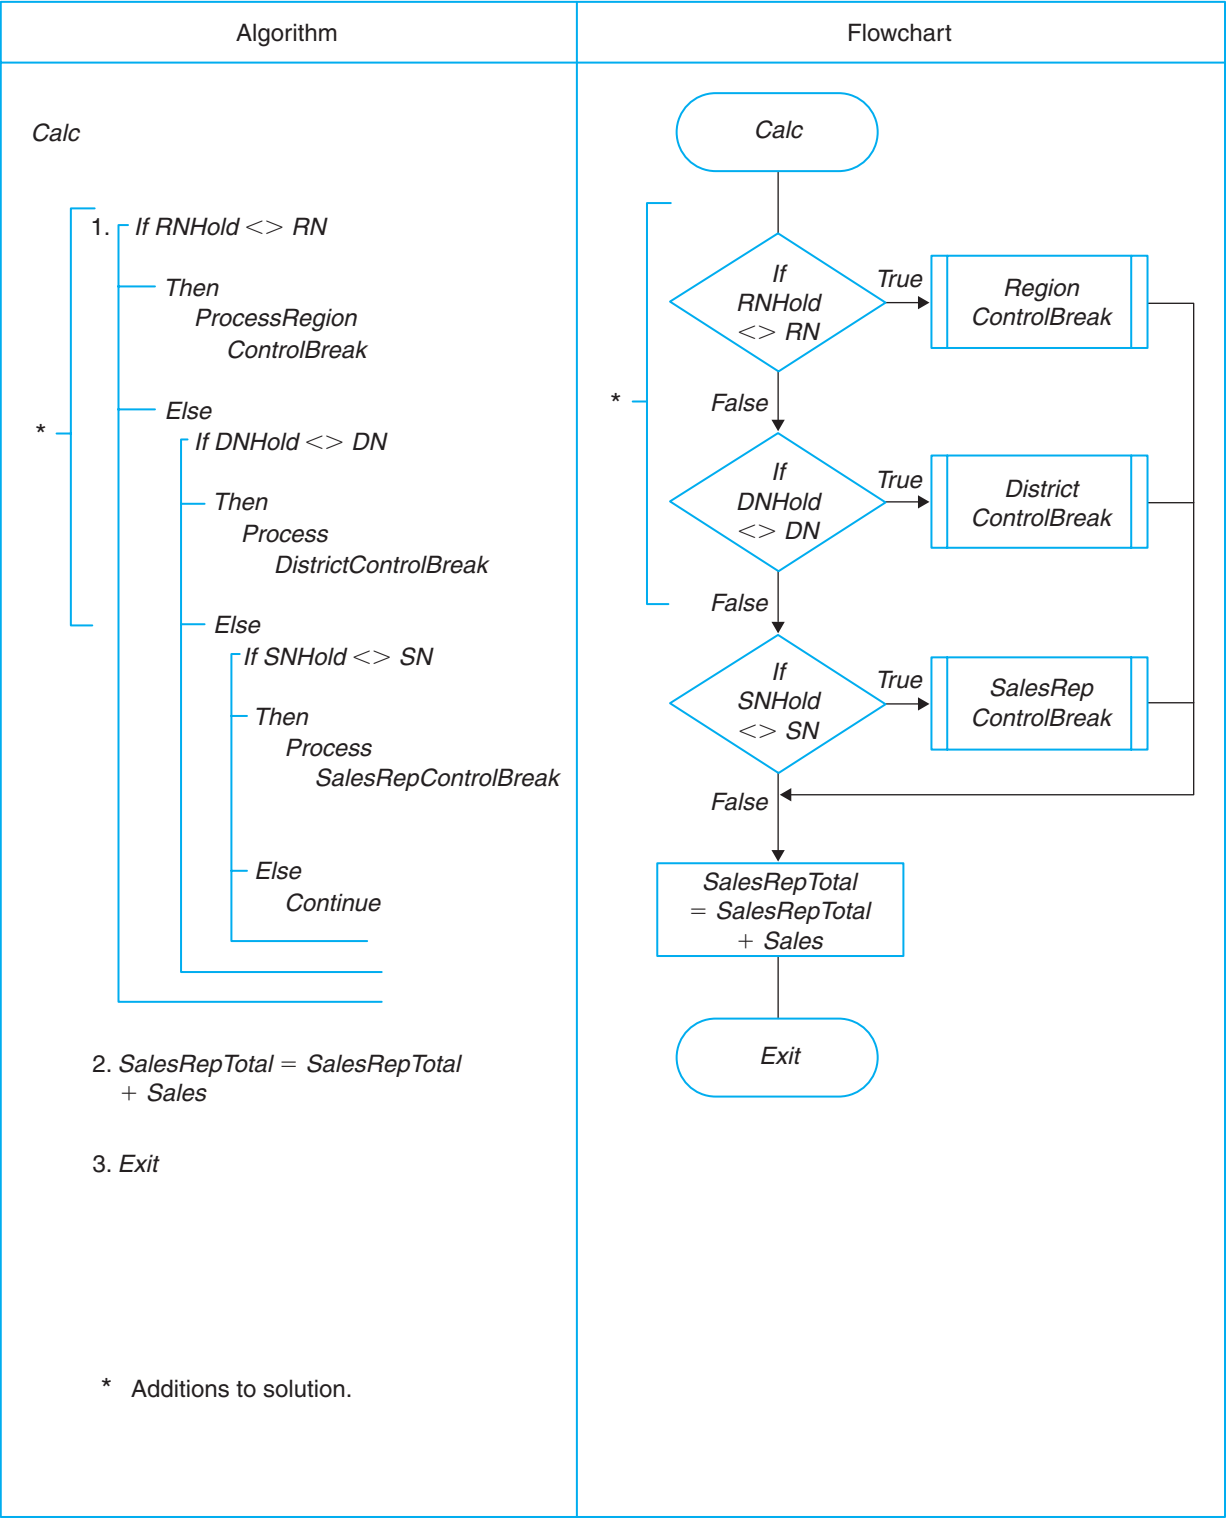 Algorithm
Calc
1. If RNHold <> RN
Then
ProcessRegion
ControlBreak
Else
*
If DNHold <> DN
Then
Process
DistrictControlBreak
Else
If SNHold <> SN
Then
Process
SalesRepControlBreak
Else
Continue
2. SalesRepTotal = SalesRepTotal
+ Sales
3. Exit
* Additions to solution.
Flowchart
Calc
If
RNHold
<> RN
True
Region
ControlBreak
*
False
If
DNHold
<> DN
True
District
ControlBreak
False
If
SNHold
<> SN
True
SalesRep
ControlBreak
False
SalesRepTotal
= SalesRepTotal
+ Sales
Exit